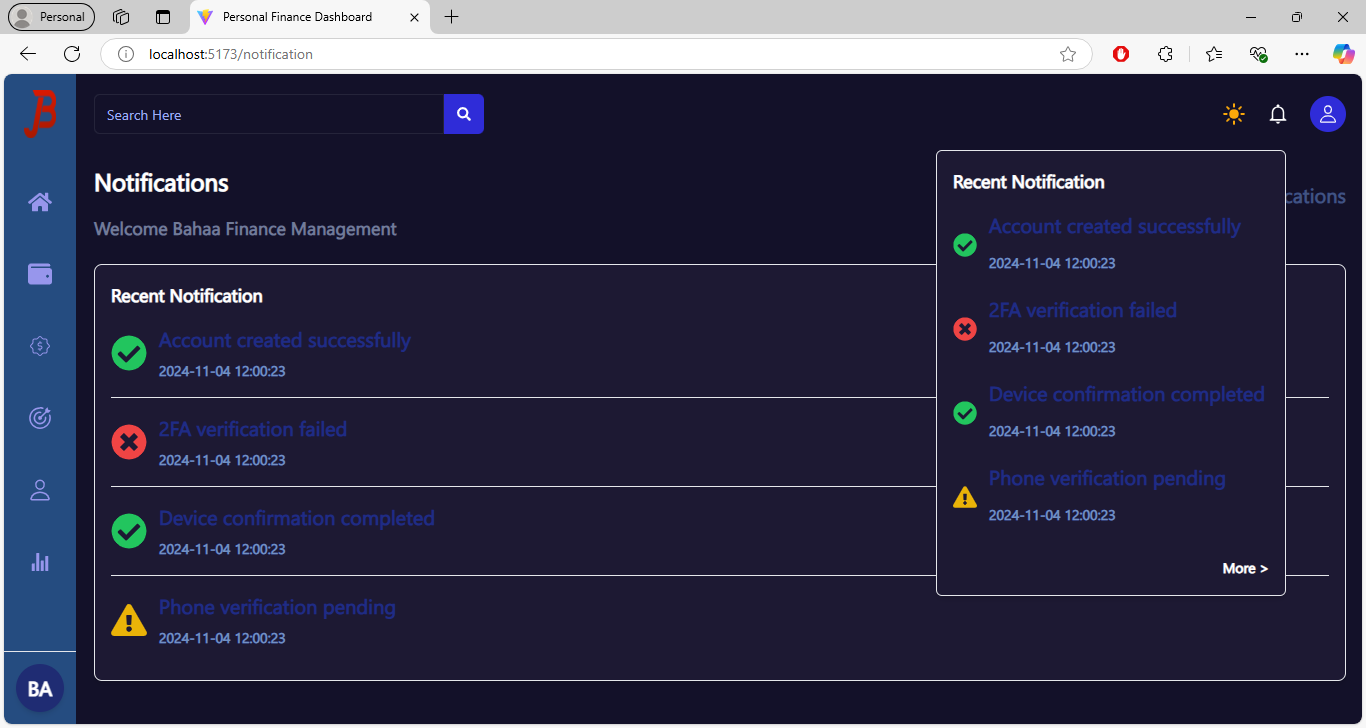 Personal
Personal Finance Dashboard
localhost:5173/notification
B
Search Here
Notifications
Welcome Bahaa Finance Management
Recent Notification
Account created successfully
2024-11-04 12:00:23
2FA verification failed
2024-11-04 12:00:23
Device confirmation completed
2024-11-04 12:00:23
Phone verification pending
2024-11-04 12:00:23
cations
Recent Notification
Account created successfully
2024-11-04 12:00:23
2FA verification failed
2024-11-04 12:00:23
Device confirmation completed
2024-11-04 12:00:23
Phone verification pending
2024-11-04 12:00:23
More >
BA